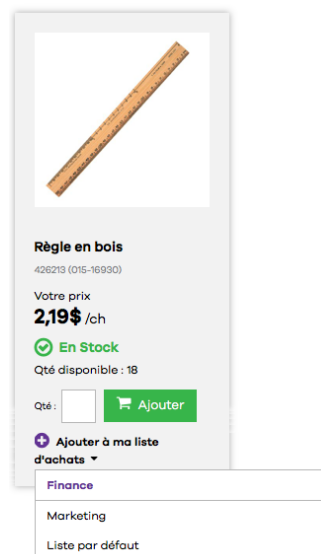 Règle en bois
426213 (015-16930)
Votre prix
2,19$ /ch
En Stock
Qté disponible : 18
Qté : Ajouter
Ajouter à ma liste
d'achats
Finance
Marketing
Liste par défaut